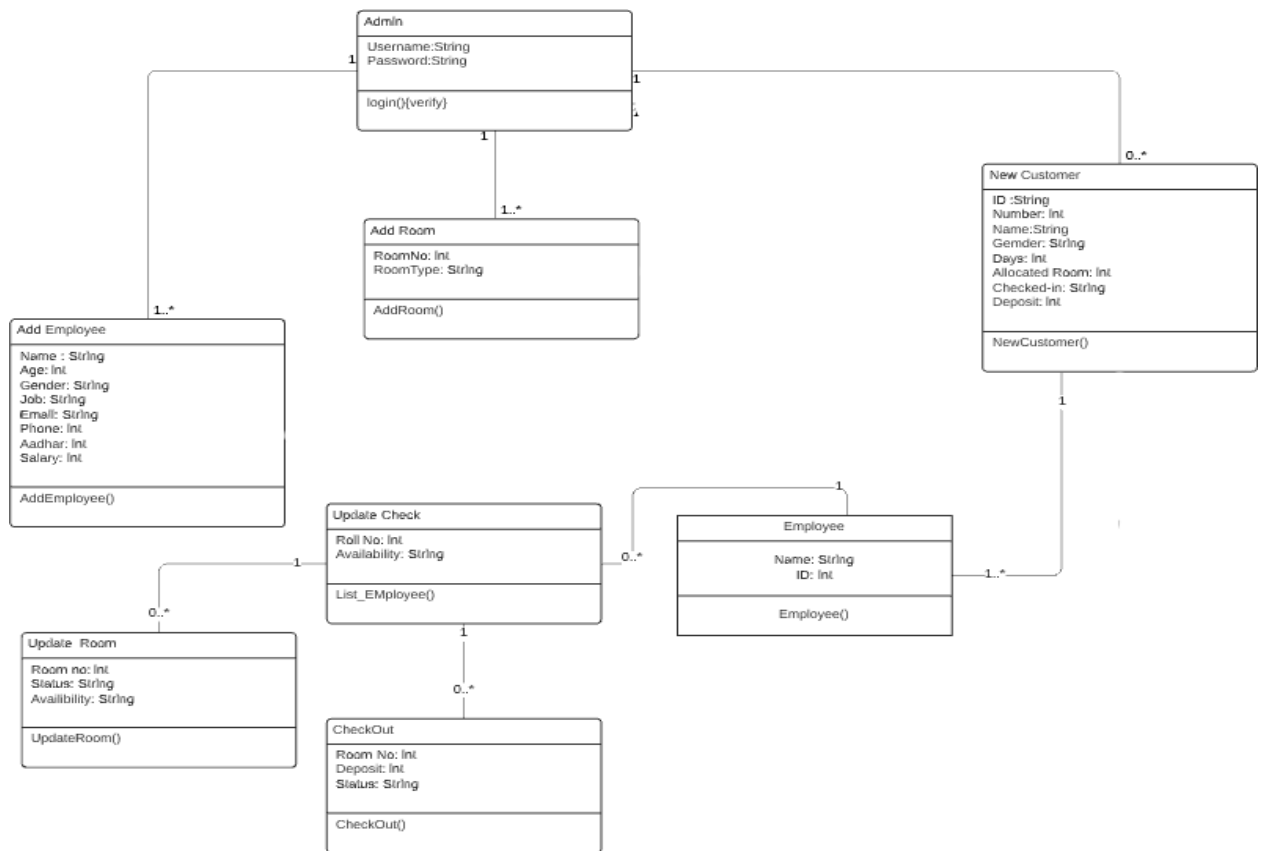 Admin
Username:String
Password:String
login(){verify}
1
1
1
1
1..*
0..*
Add Room
RoomNo: Int
RoomType: String
AddRoom()
New Customer
ID :String
Number: Int
Name:String
Gemder: String
Days: Int
Allocated Room: Int
Checked-in: String
Deposit: Int
NewCustomer()
1..*
Add Employee
Name : String
Age: Int
Gender: String
Job: String
Email: String
Phone: Int
Aadhar: Int
Salary: Int
AddEmployee()
1
1
Update Check
Roll No: Int
Availability: String
List_EMployee()
0..*
Employee
Name: String
ID: Int
Employee()
1..*
1
0..*
Update Room
Room no: Int
Status: String
Availibility: String
UpdateRoom()
1
0..*
CheckOut
Room No: Int
Deposit: Int
Status: String
CheckOut()